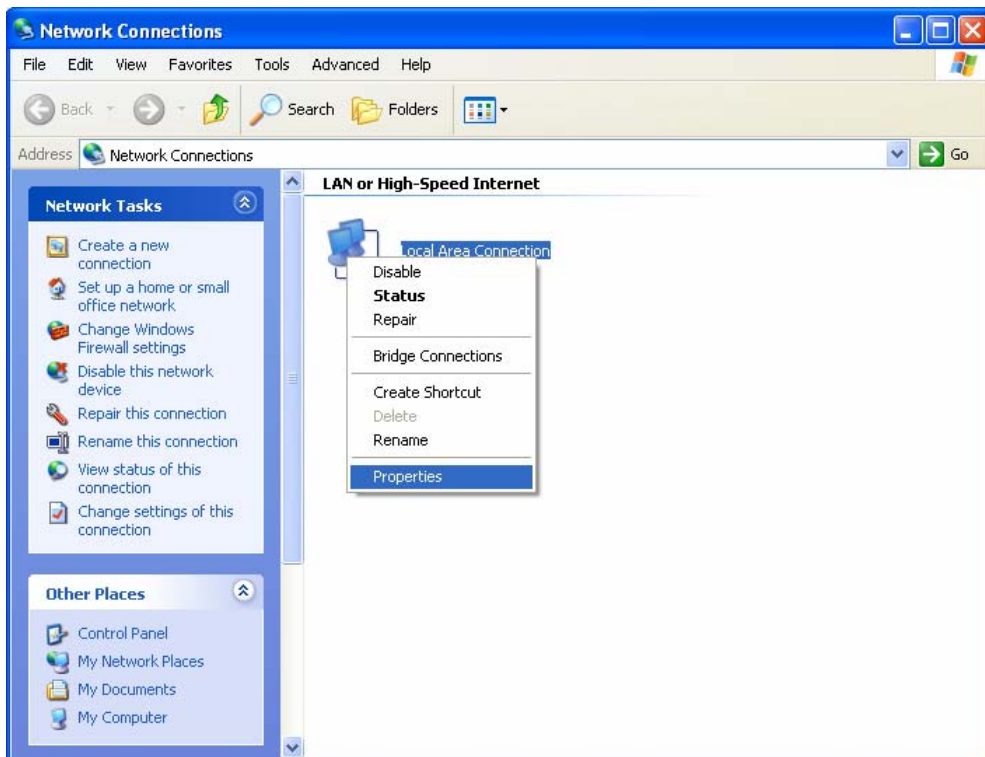 Network Connections
File Edit View Favorites Tools Advanced Help
Back Search Folders
Address Network Connections Go
Network Tasks
Create a new
connection
Set up a home or small
office network
Change Windows
Firewall settings
Disable this network
device
Repair this connection
Rename this connection
View status of this
connection
Change settings of this
connection
Other Places
Control Panel
My Network Places
My Documents
My Computer
LAN or High-Speed Internet
ocal Area Connection
Disable
Status
Repair
Bridge Connections
Create Shortcut
Delete
Rename
Properties